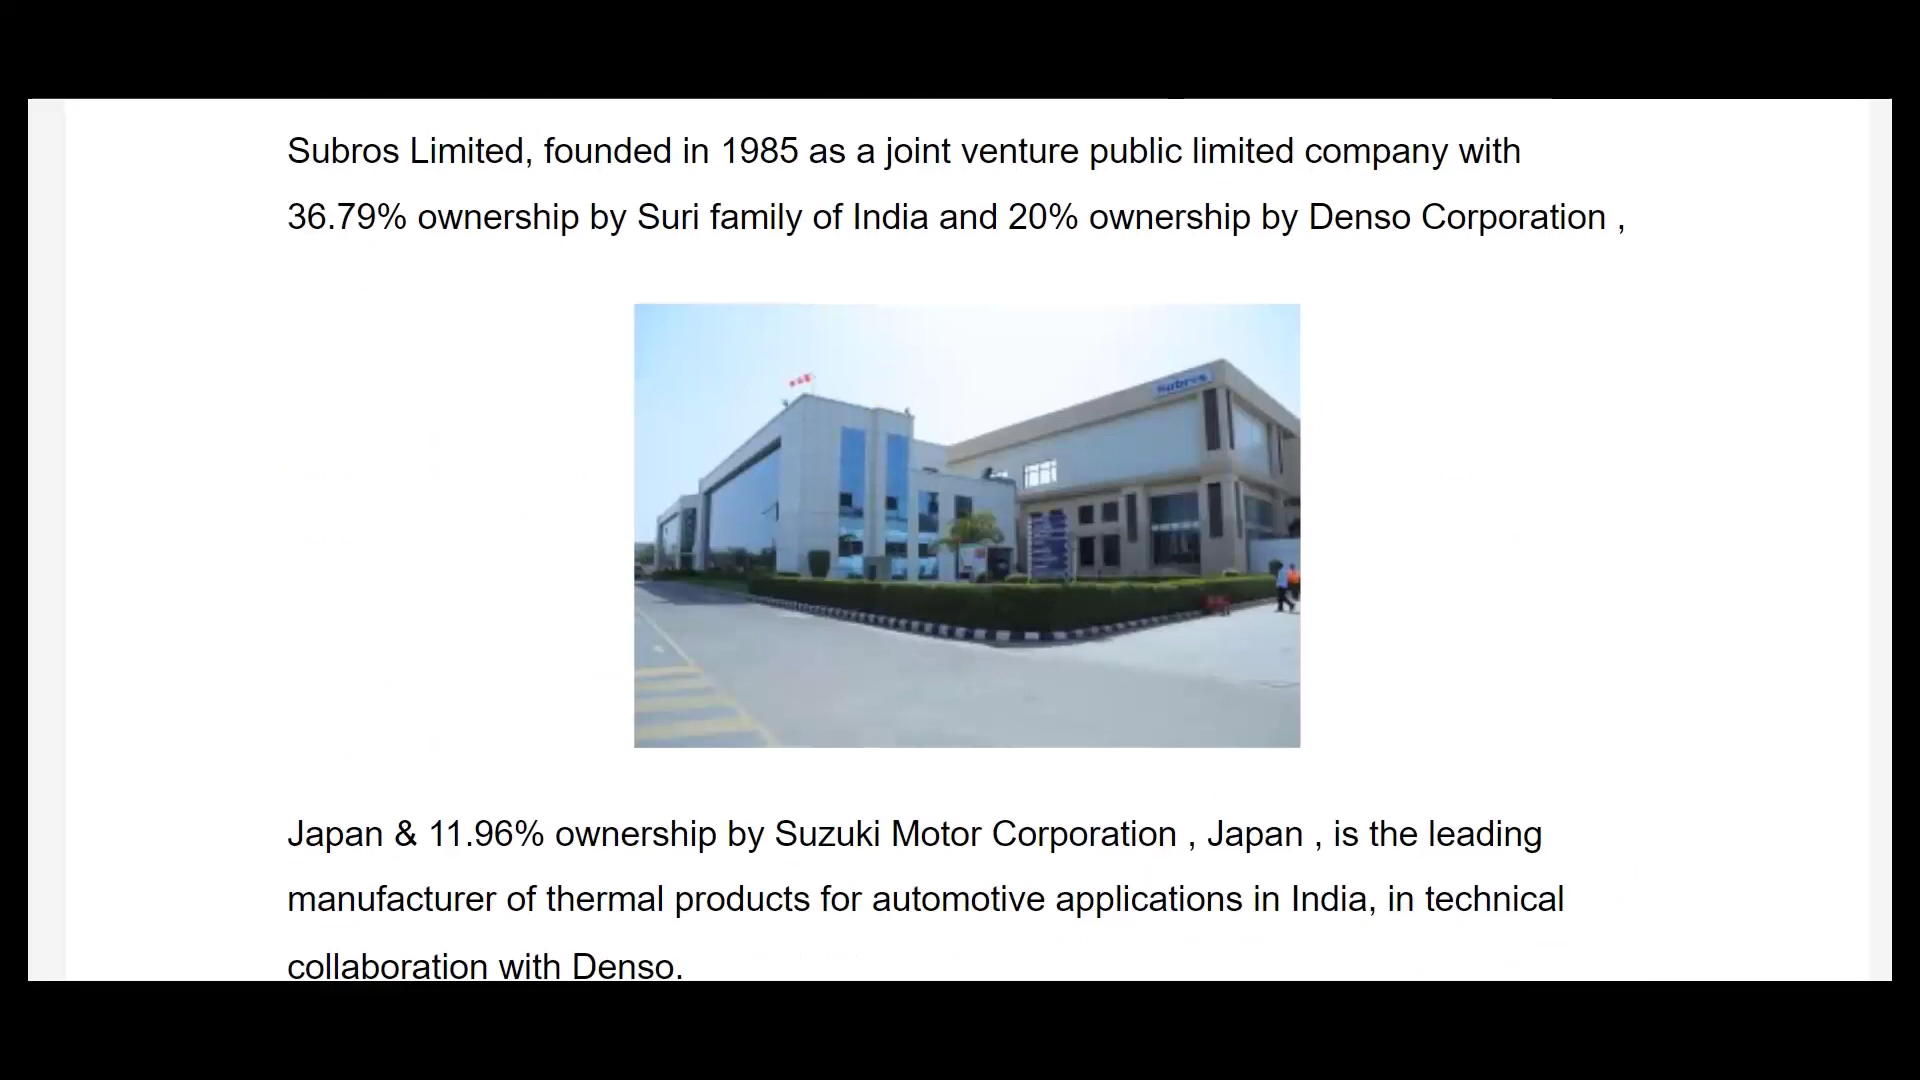 Subros Limited, founded in 1985 as a joint venture public limited company with
36.79% ownership by Suri family of India and 20% ownership by Denso Corporation ,
Subros
Japan & 11.96% ownership by Suzuki Motor Corporation , Japan , is the leading
manufacturer of thermal products for automotive applications in India, in technical
collaboration with Denso.